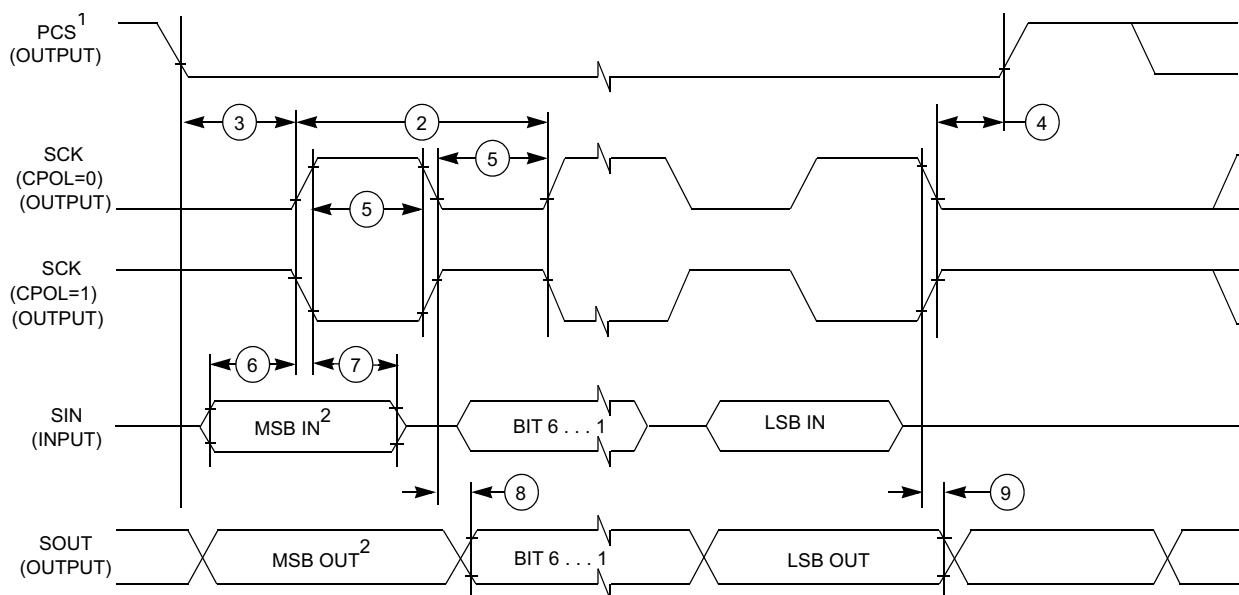 PCS1
(OUTPUT)
3
2
4
SCK
(CPOL=0)
(OUTPUT)
5
5
SCK
(CPOL=1)
(OUTPUT)
6
7
SIN
(INPUT)
MSB IN2
BIT 6 . . . 1
LSB IN
8
9
SOUT
(OUTPUT)
MSB OUT2
BIT 6 . . . 1
LSB OUT